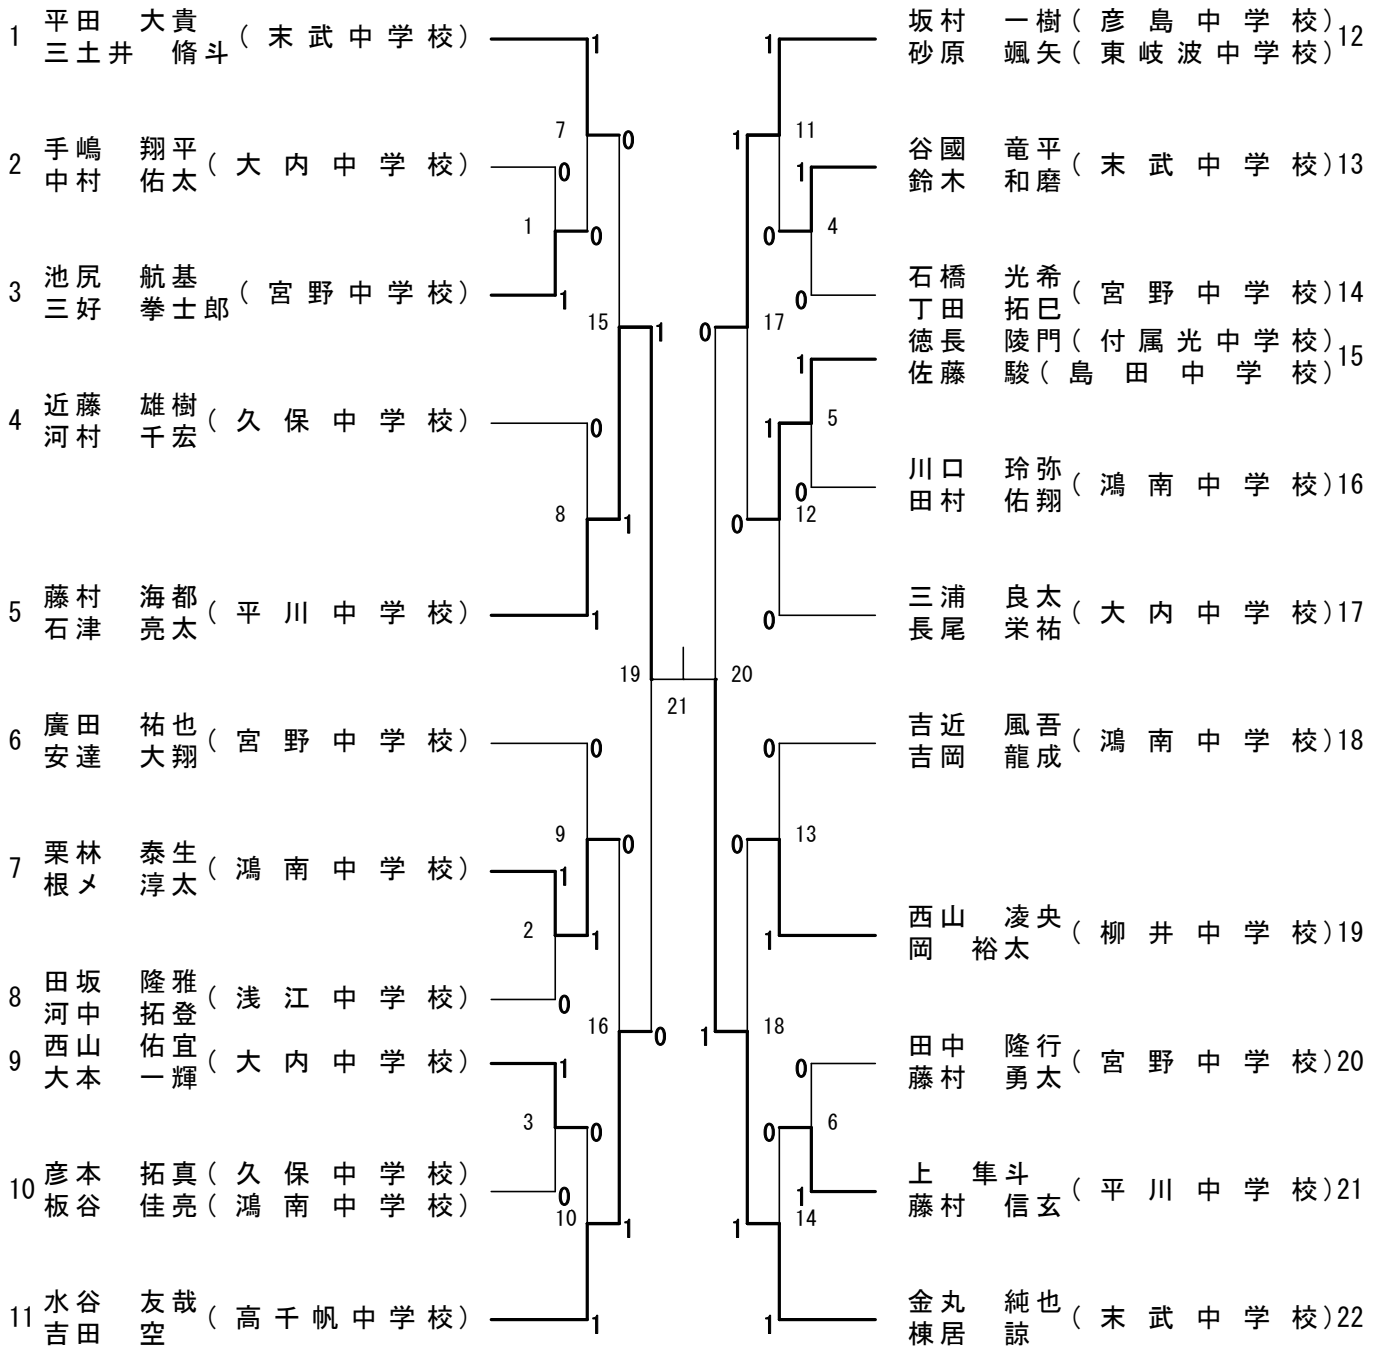 1 平田 大貴 (末武中学校)
三土井 脩斗
2 手嶋 翔平 (大内中学校)
中村 佑太
3 池尻 航基 (宮野中学校)
三好 拳士郎
4 近藤 雄樹 (久保中学校)
河村 千宏
5 藤村 海都 (平川中学校)
石津 亮太
6 廣田 祐也 (宮野中学校)
安達 大翔
7 栗林 泰生 (鴻南中学校)
根メ 淳太
8 田坂 隆雅 (浅江中学校)
河中 拓登
9 西山 佑宜 (大内中学校)
大本 一輝
10 彦本 拓真 (久保中学校)
板谷 佳亮 (鴻南中学校)
11 水谷 友哉 (高千帆中学校)
吉田 空
1
0
7
0
1
0
1
15
1
0
8
1
1
19
0
9
0
1
2
1
0
16
0
1
3
0
0
10
1
1
21
坂村 一樹 (彦島中学校) 12
砂原 颯矢 (東岐波中学校)
谷國 竜平 (末武中学校) 13
鈴木 和磨
石橋 光希 (宮野中学校) 14
丁田 拓巳
徳長 陵門 (付属光中学校) 15
佐藤 駿 (島田中学校)
川口 玲弥 (鴻南中学校) 16
田村 佑翔
三浦 良太 (大内中学校) 17
長尾 栄祐
吉近 風吾 (鴻南中学校) 18
吉岡 龍成
西山 凌央 (柳井中学校) 19
岡 裕太
田中 隆行 (宮野中学校) 20
藤村 勇太
上 隼斗 (平川中学校) 21
藤村 信玄
金丸 純也 (末武中学校) 22
棟居 諒
1
1
11
1
0
4
0
0
17
1
1
5
0
0
12
0
20
0
0
13
1
1
18
0
0
6
1
1
14
1